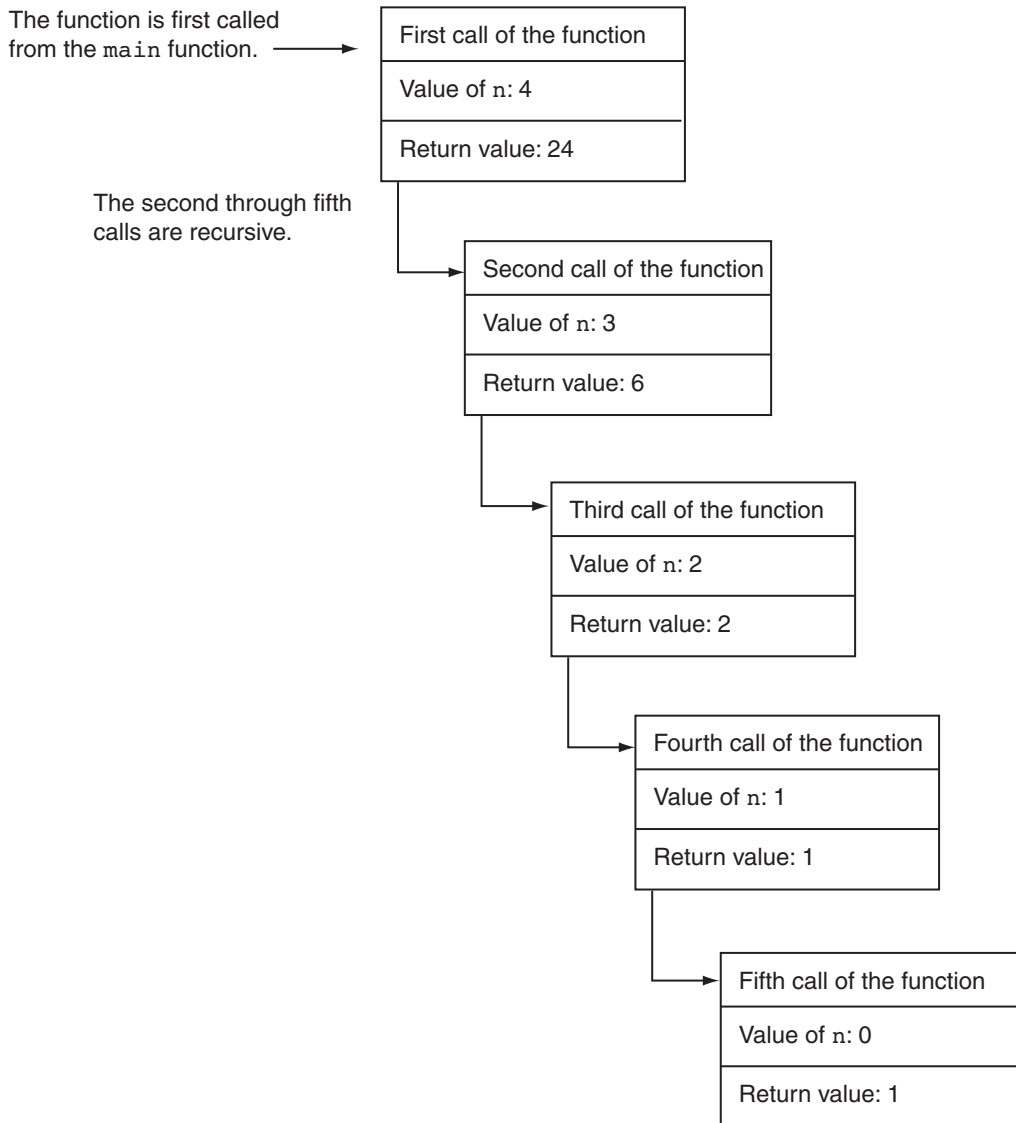 The function is first called
from the main function.
First call of the function
Value of n: 4
Return value: 24
The second through fifth
calls are recursive.
Second call of the function
Value of n: 3
Return value: 6
Third call of the function
Value of n: 2
Return value: 2
Fourth call of the function
Value of n: 1
Return value: 1
Fifth call of the function
Value of n: 0
Return value: 1